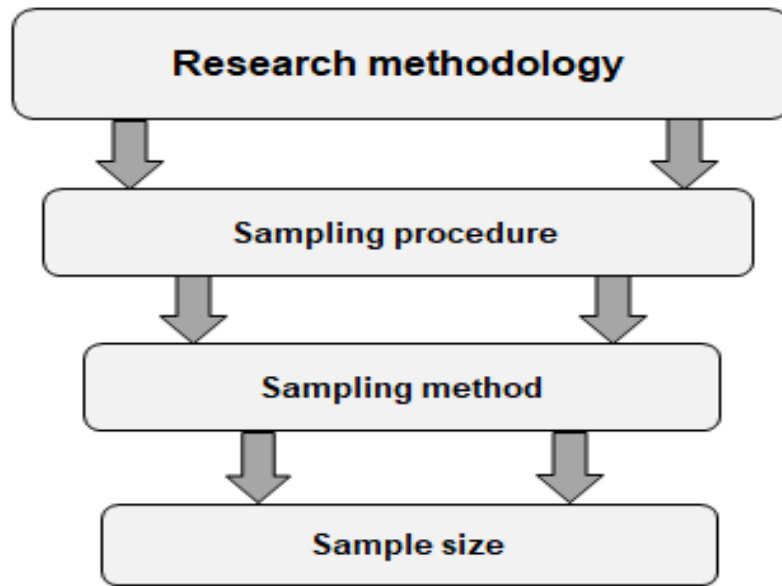 Research methodology
Sampling procedure
Sampling method
Sample size